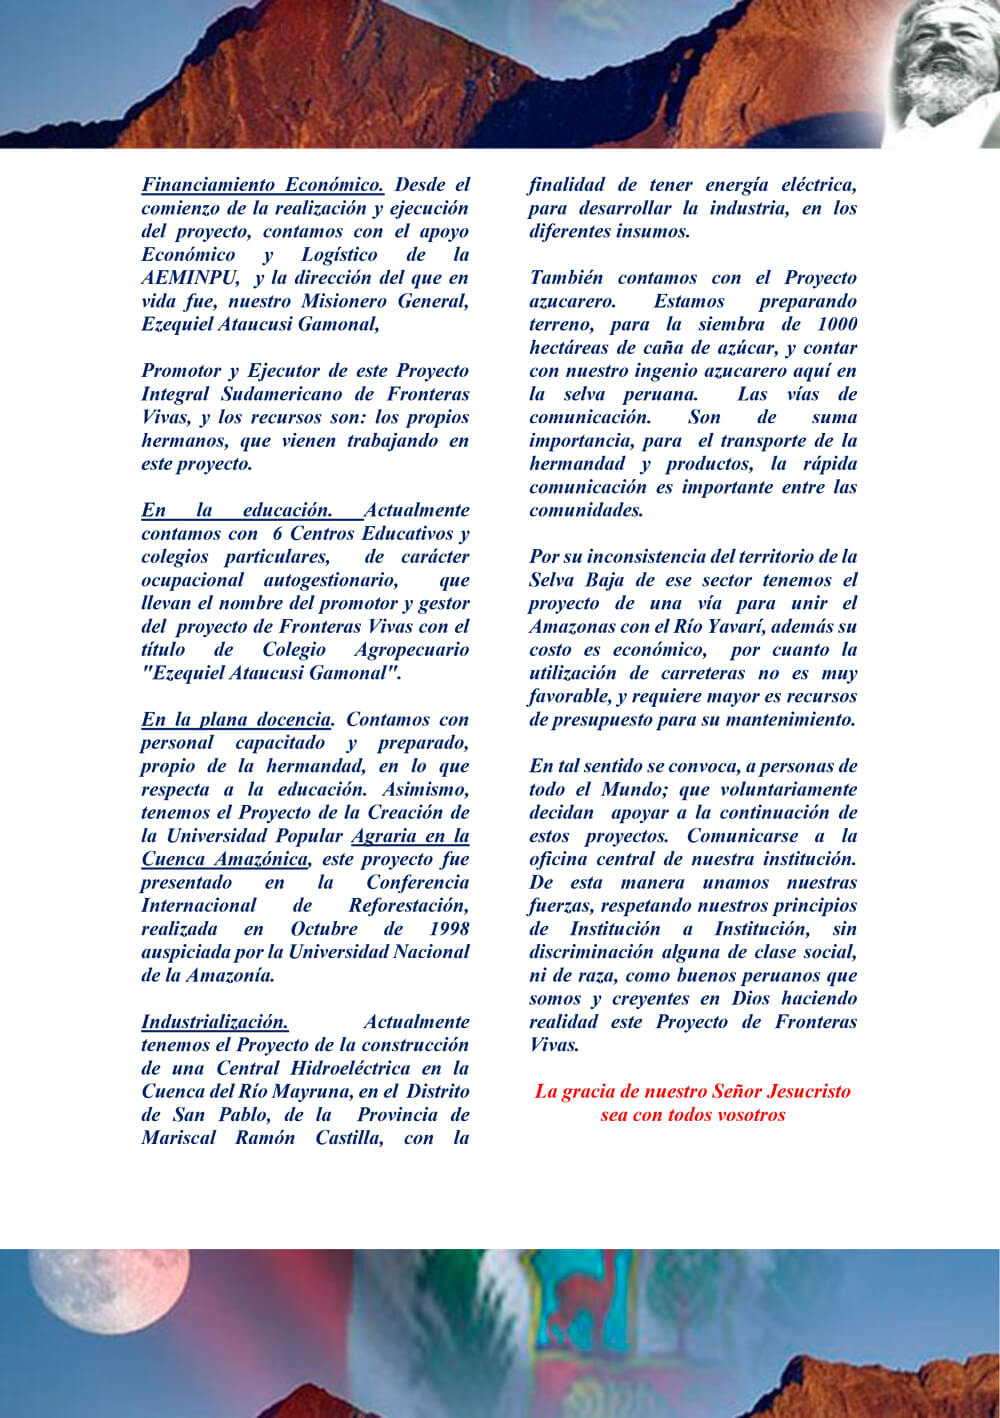 Financiamiento Económico. Desde el
comienzo de la realización y ejecución
del proyecto, contamos con el apoyo
Económico y Logístico de la
AEMINPU, y la dirección del que en
vida fue, nuestro Misionero General,
Ezequiel Ataucusi Gamonal,
Promotor y Ejecutor de este Proyecto
Integral Sudamericano de Fronteras
Vivas, y los recursos son: los propios
hermanos, que vienen trabajando en
este proyecto.
En la educación. Actualmente
contamos con 6 Centros Educativos y
colegios particulares, de carácter
ocupacional autogestionario, que
llevan el nombre del promotor y gestor
del proyecto de Fronteras Vivas con el
título de Colegio Agropecuario
"Ezequiel Ataucusi Gamonal".
En la plana docencia. Contamos con
personal capacitado y preparado,
propio de la hermandad, en lo que
respecta a la educación. Asimismo,
tenemos el Proyecto de la Creación de
la Universidad Popular Agraria en la
Cuenca Amazónica, este proyecto fue
presentado en la Conferencia
Internacional de Reforestación,
realizada en Octubre de 1998
auspiciada por la Universidad Nacional
de la Amazonía.
Industrialización. Actualmente
tenemos el Proyecto de la construcción
de una Central Hidroeléctrica en la
Cuenca del Río Mayruna, en el Distrito
de San Pablo, de la Provincia de
Mariscal Ramón Castilla, con la
finalidad de tener energía eléctrica,
para desarrollar la industria, en los
diferentes insumos.
También contamos con el Proyecto
azucarero. Estamos preparando
terreno, para la siembra de 1000
hectáreas de caña de azúcar, y contar
con nuestro ingenio azucarero aquí en
la selva peruana. Las vías de
comunicación. Son de suma
importancia, para el transporte de la
hermandad y productos, la rápida
comunicación es importante entre las
comunidades.
Por su inconsistencia del territorio de la
Selva Baja de ese sector tenemos el
proyecto de una vía para unir el
Amazonas con el Río Yavarí, además su
costo es económico, por cuanto la
utilización de carreteras no es muy
favorable, y requiere mayor es recursos
de presupuesto para su mantenimiento.
En tal sentido se convoca, a personas de
todo el Mundo; que voluntariamente
decidan apoyar a la continuación de
estos proyectos. Comunicarse a la
oficina central de nuestra institución.
De esta manera unamos nuestras
fuerzas, respetando nuestros principios
de Institución a Institución, sin
discriminación alguna de clase social,
ni de raza, como buenos peruanos que
somos y creyentes en Dios haciendo
realidad este Proyecto de Fronteras
Vivas.
La gracia de nuestro Señor Jesucristo
sea con todos vosotros